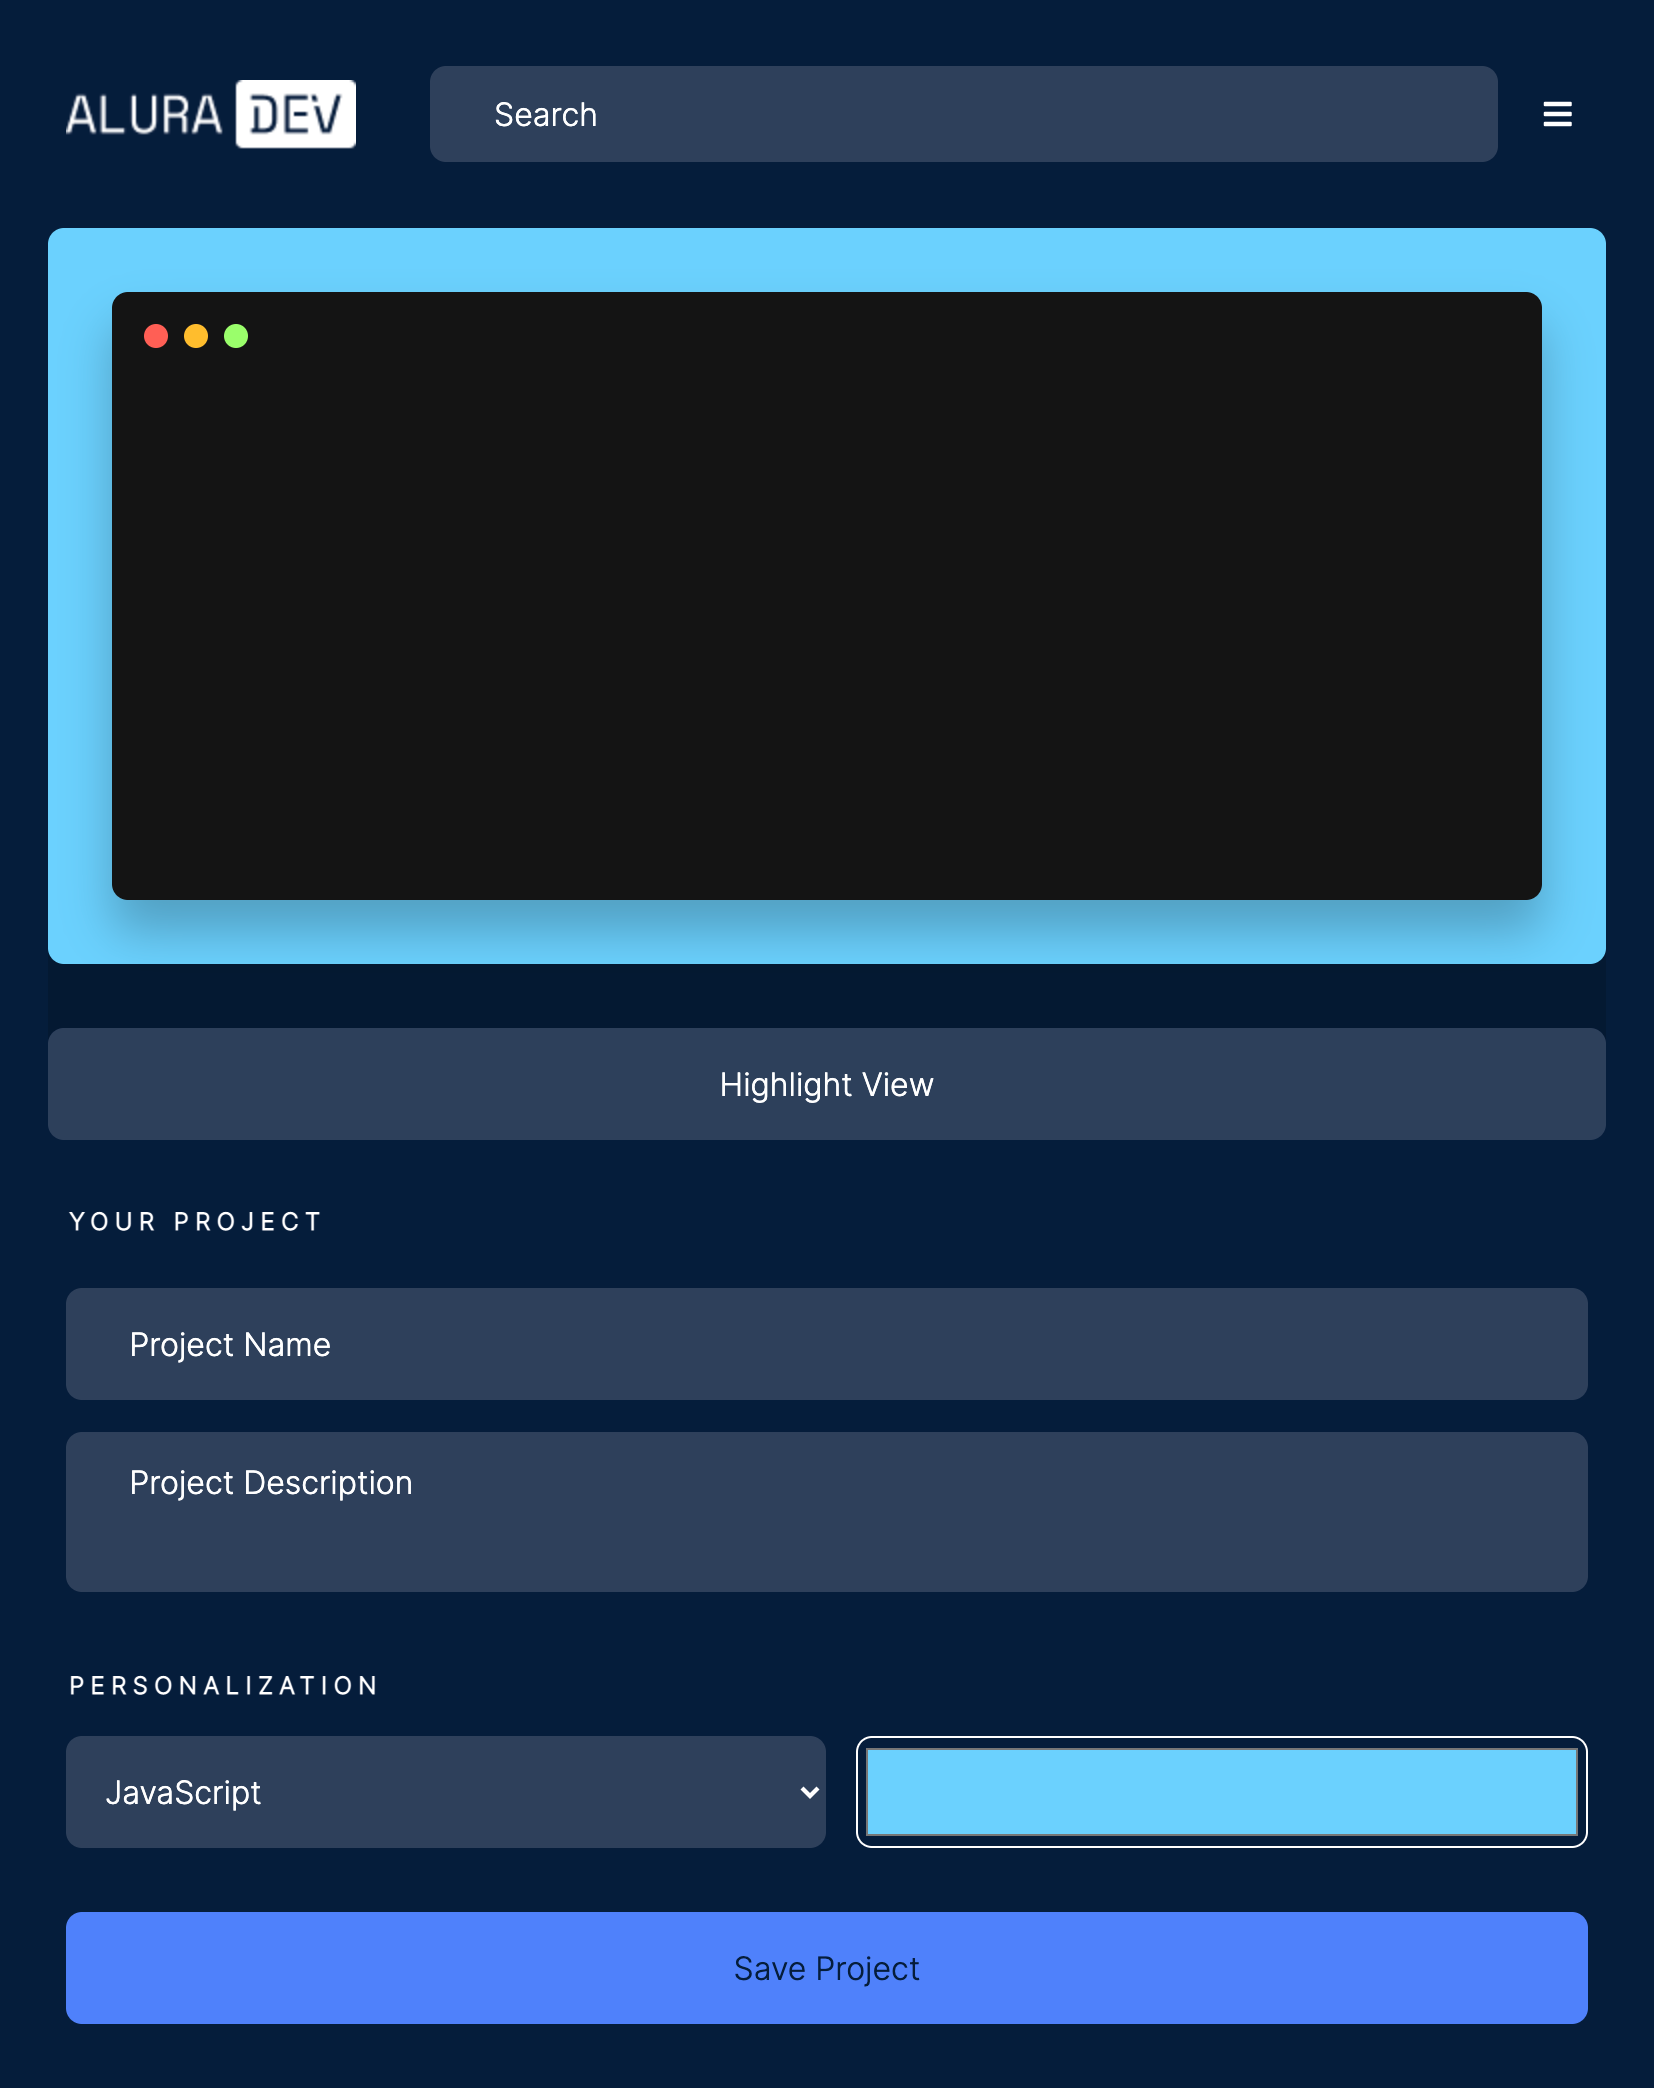 ALURA DEV
Search
Highlight View
YOUR PROJECT
Project Name
Project Description
PERSONALIZATION
JavaScript
Save Project